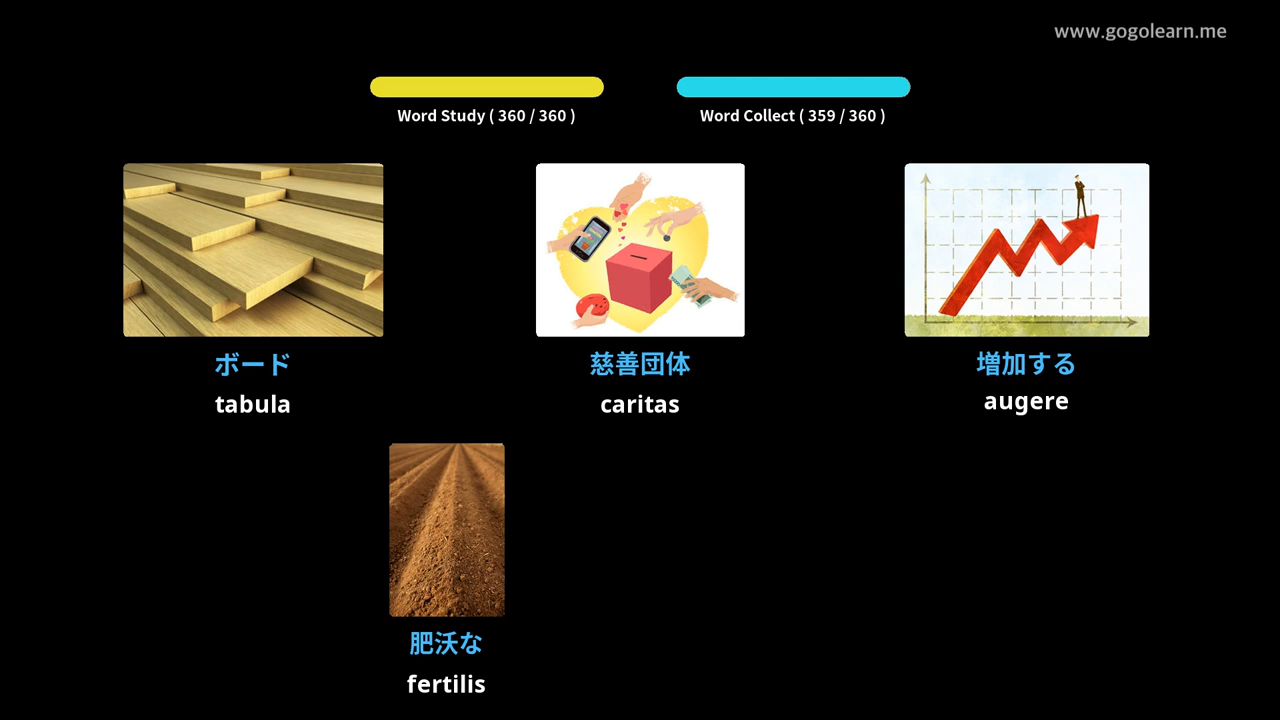 www.gogolearn.me
Word Study ( 360 / 360 )
Word Collect ( 359 / 360 )
ボード
tabula
慈善団体
caritas
増加する
augere
肥沃な
fertilis